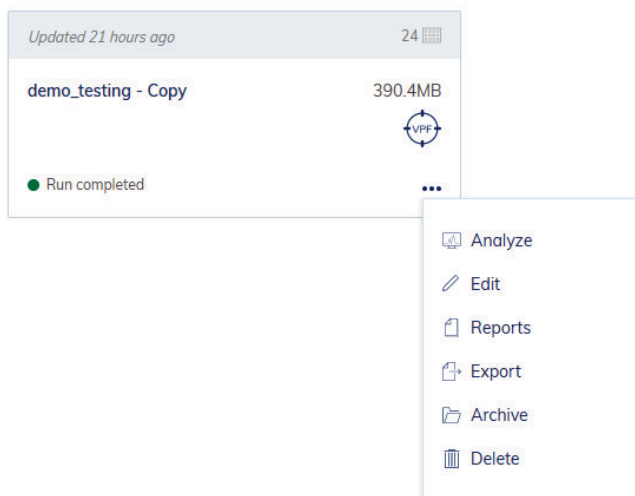 Updated 21 hours ago 24
demo_testing - Copy 390.4MB
VPF
Run completed
Analyze
Edit
Reports
Export
Archive
Delete